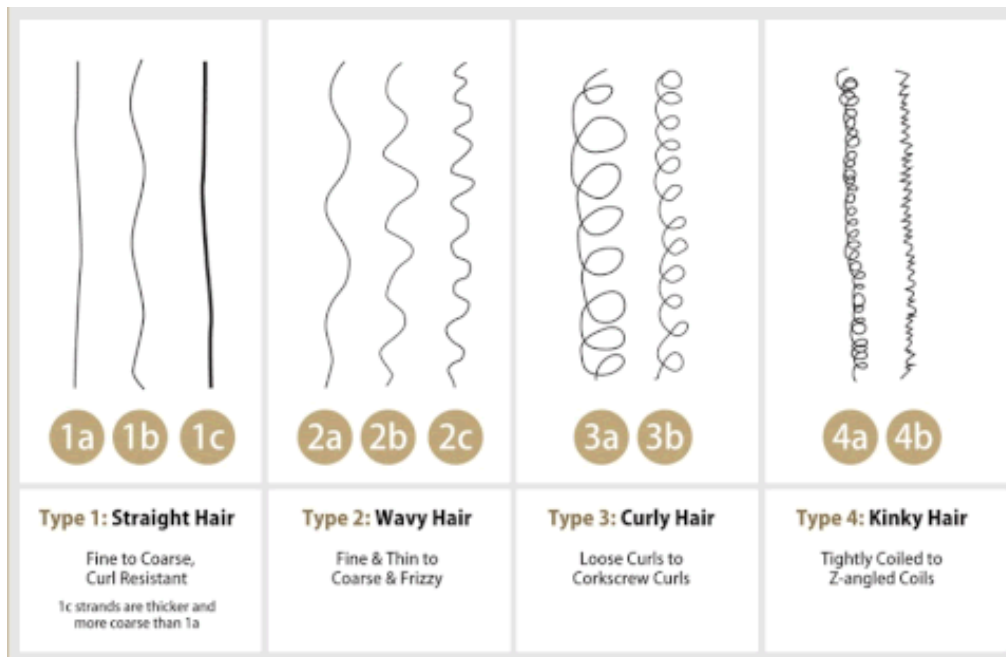 1a 1b 1c
2a 2b 2c
3a 3b
4a 4b
Type 1: Straight Hair
Fine to Coarse,
Curl Resistant
1c strands are thicker and
more coarse than 1a
Type 2: Wavy Hair
Fine & Thin to
Coarse & Frizzy
Type 3: Curly Hair
Loose Curls to
Corkscrew Curls
Type 4: Kinky Hair
Tightly Coiled to
Z-angled Coils